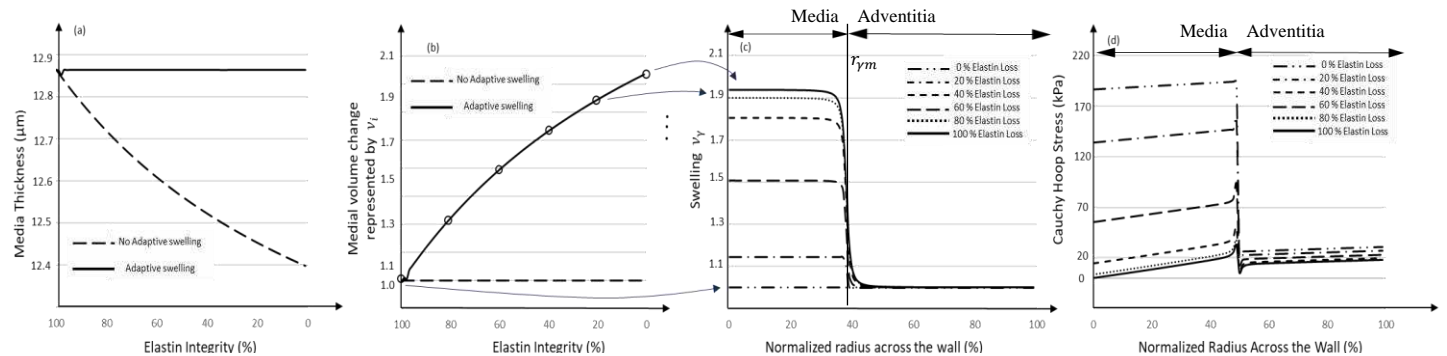 (a)
Media Thickness (µm)
12.9
12.8
12.7
12.6
12.5
12.4
No Adaptive swelling
Adaptive swelling
100 80 60 40 20 0
Elastin Integrity (%)
(b)
Medial volume change
represented by νi
2.1
1.9
1.7
1.5
1.3
1.1
1.0
No Adaptive swelling
Adaptive swelling
100 80 60 40 20 0
Elastin Integrity (%)
Media Adventitia
(c)
rγm
Swelling νγ
2.1
1.9
1.7
1.5
1.3
1.1
0 % Elastin Loss
20 % Elastin Loss
40 % Elastin Loss
60 % Elastin Loss
80 % Elastin Loss
100 % Elastin Loss
0 20 40 60 80 100
Normalized radius across the wall (%)
Media Adventitia
(d)
Cauchy Hoop Stress (kPa)
220
170
120
70
20
0
0 % Elastin Loss
20 % Elastin Loss
40 % Elastin Loss
60 % Elastin Loss
80 % Elastin Loss
100 % Elastin Loss
0 20 40 60 80 100
Normalized Radius Across the Wall (%)